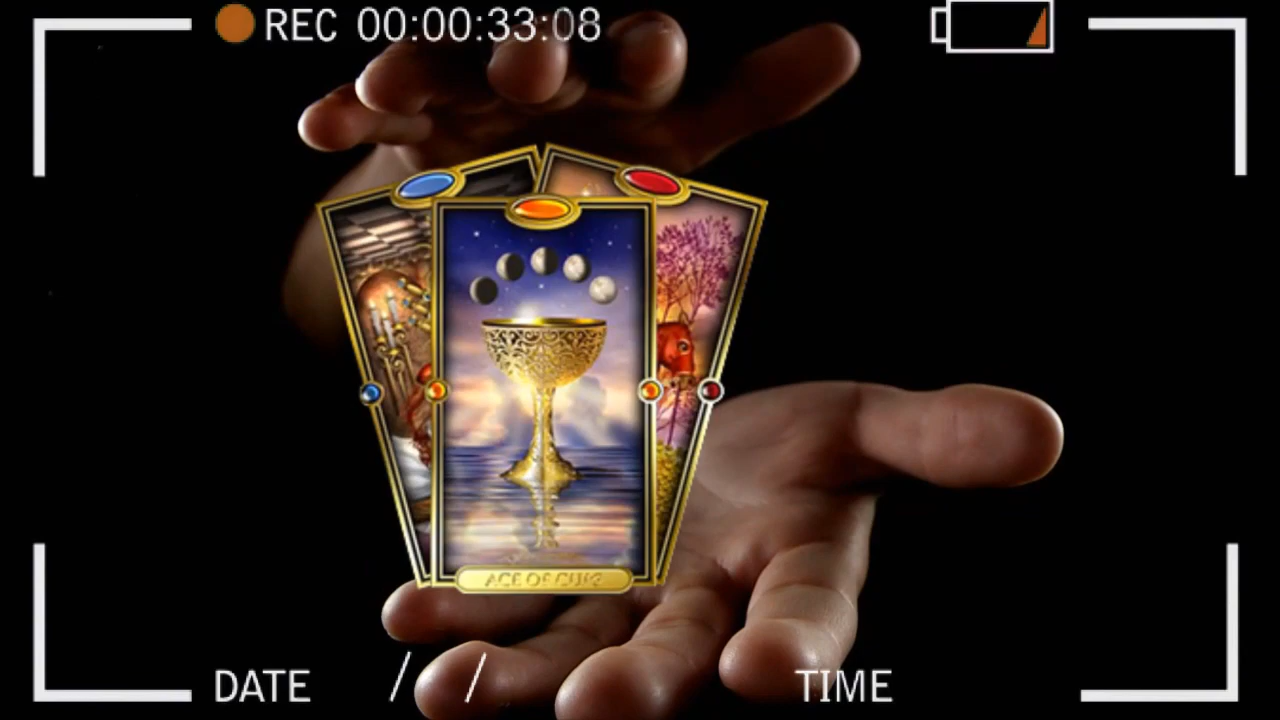 REC 00:00:33:08
ACE OF CUPS
DATE / /
TIME